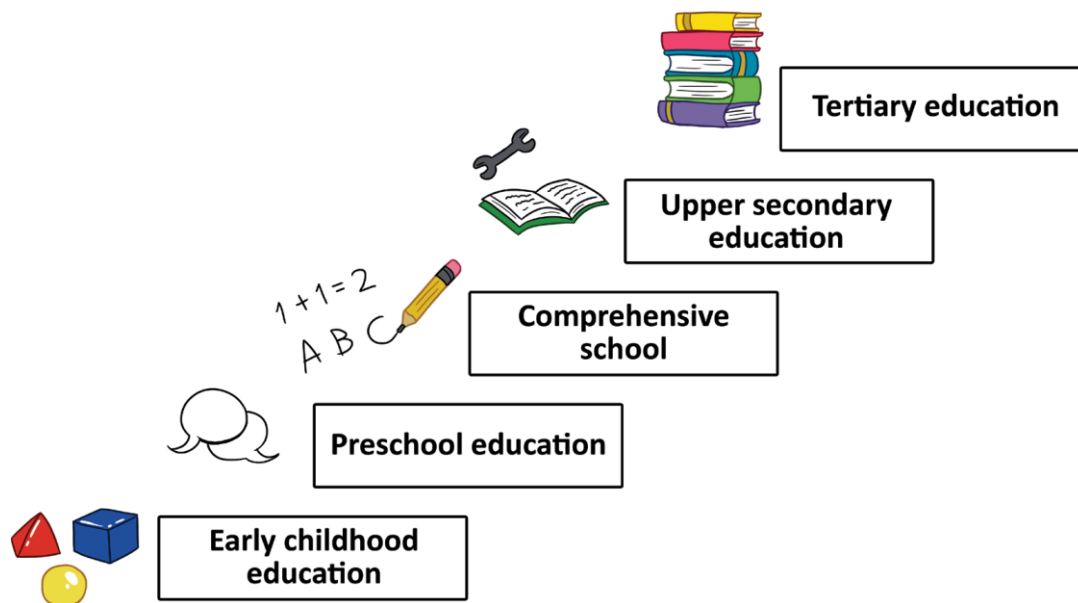 Tertiary education
Upper secondary
education
1+1=2
A B C
Comprehensive
school
Preschool education
Early childhood
education